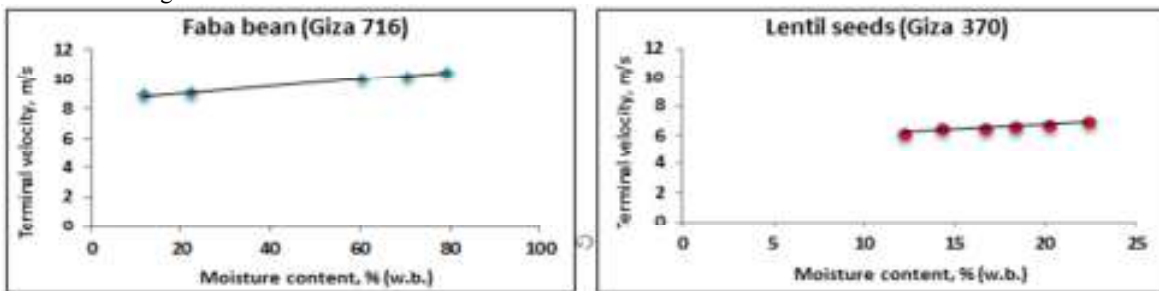 Faba bean (Giza 716)
Terminal velocity, m/s
12
10
8
6
4
2
0
0 20 40 60 80 100
Moisture content, % (w.b.)
Lentil seeds (Giza 370)
Terminal velocity, m/s
12
10
8
6
4
2
0
0 5 10 15 20 25
Moisture content, % (w.b.)